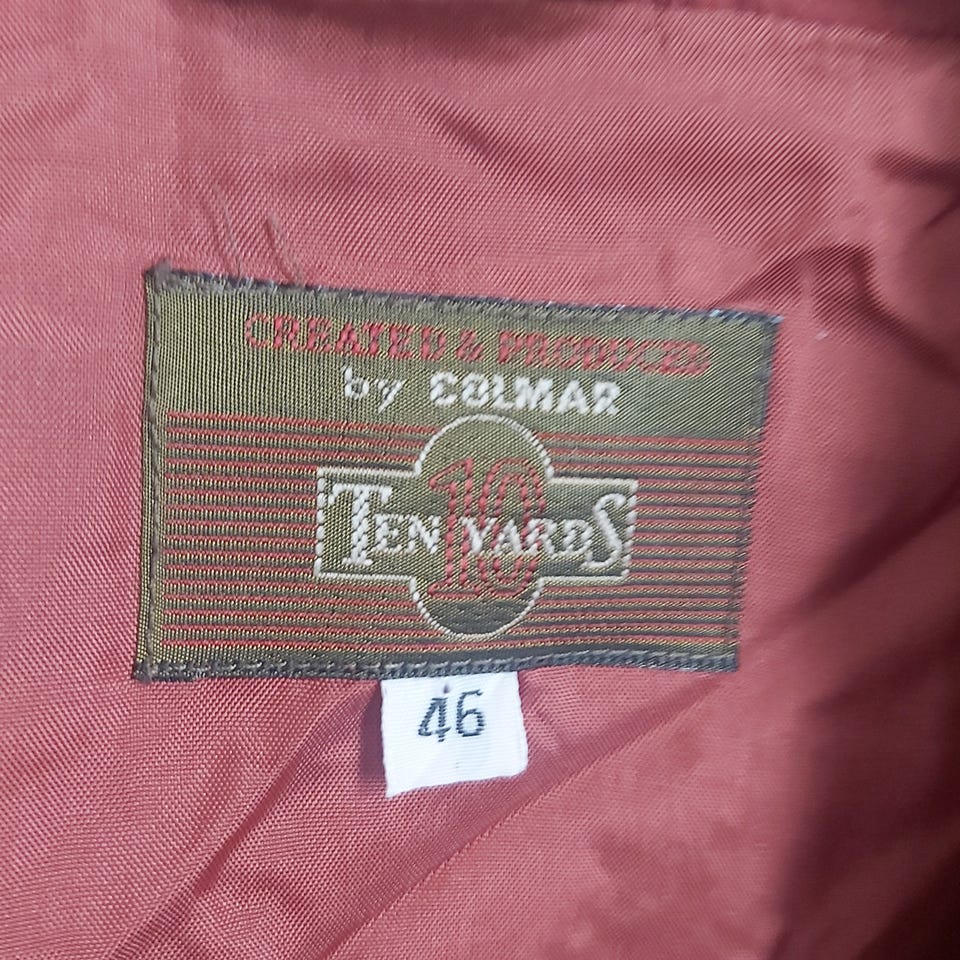 CREATED & PRODUCED
by COLMAR
10
TEN YARDS
46